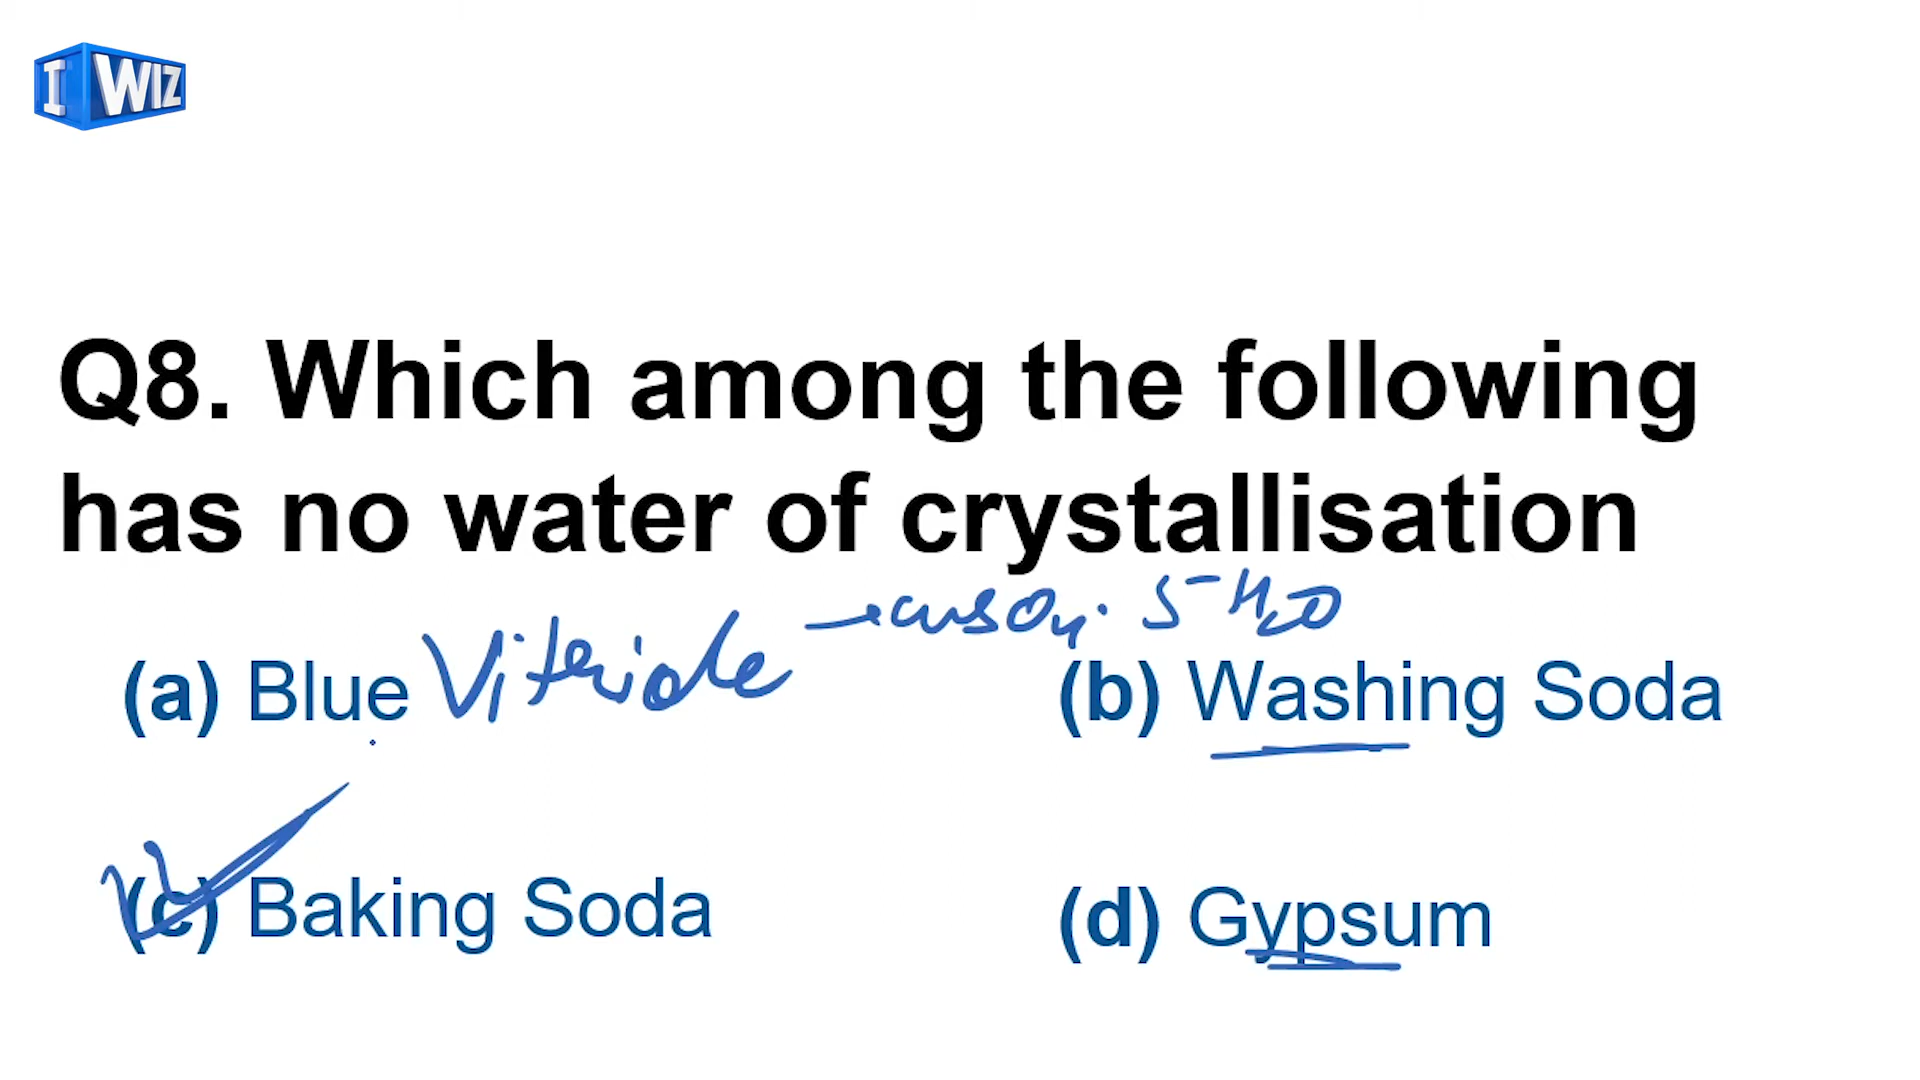 I WIZ
Q8. Which among the following
has no water of crystallisation
→ CuSO4. 5H2O
(a) Blue Vitriole
(b) Washing Soda
(c) Baking Soda
(d) Gypsum